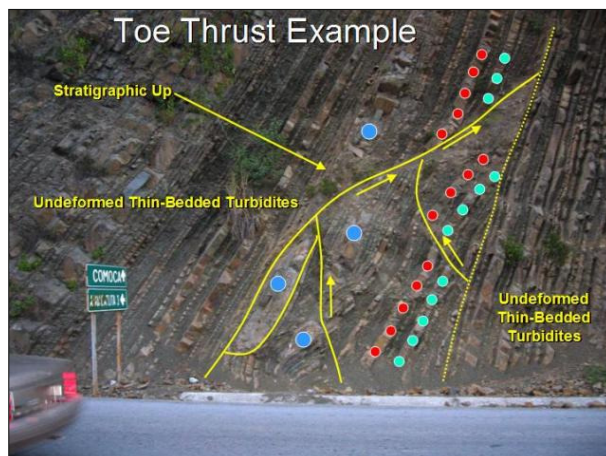 Toe Thrust Example
Stratigraphic Up
Undeformed Thin-Bedded Turbidites
COMOCA
Undeformed
Thin-Bedded
Turbidites